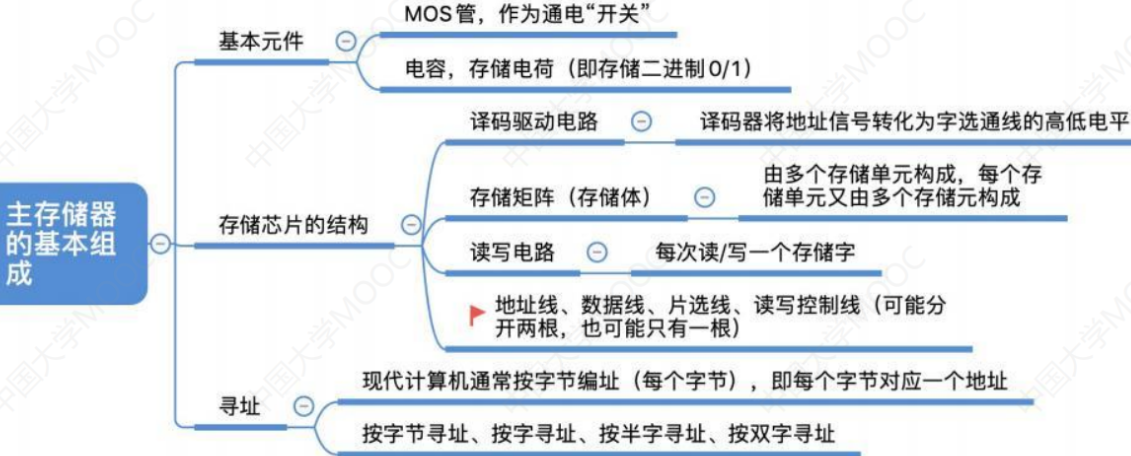 MOS管，作为通电“开关”
基本元件
电容，存储电荷（即存储二进制0/1）
译码驱动电路
译码器将地址信号转化为字选通线的高低电平
主存储器
的基本组
成
存储芯片的结构
存储矩阵（存储体）
由多个存储单元构成，每个存
储单元又由多个存储元构成
读写电路
每次读/写一个存储字
地址线、数据线、片选线、读写控制线（可能分
开两根，也可能只有一根）
寻址
现代计算机通常按字节编址（每个字节），即每个字节对应一个地址
按字节寻址、按字寻址、按半字寻址、按双字寻址
中国大学MOOC